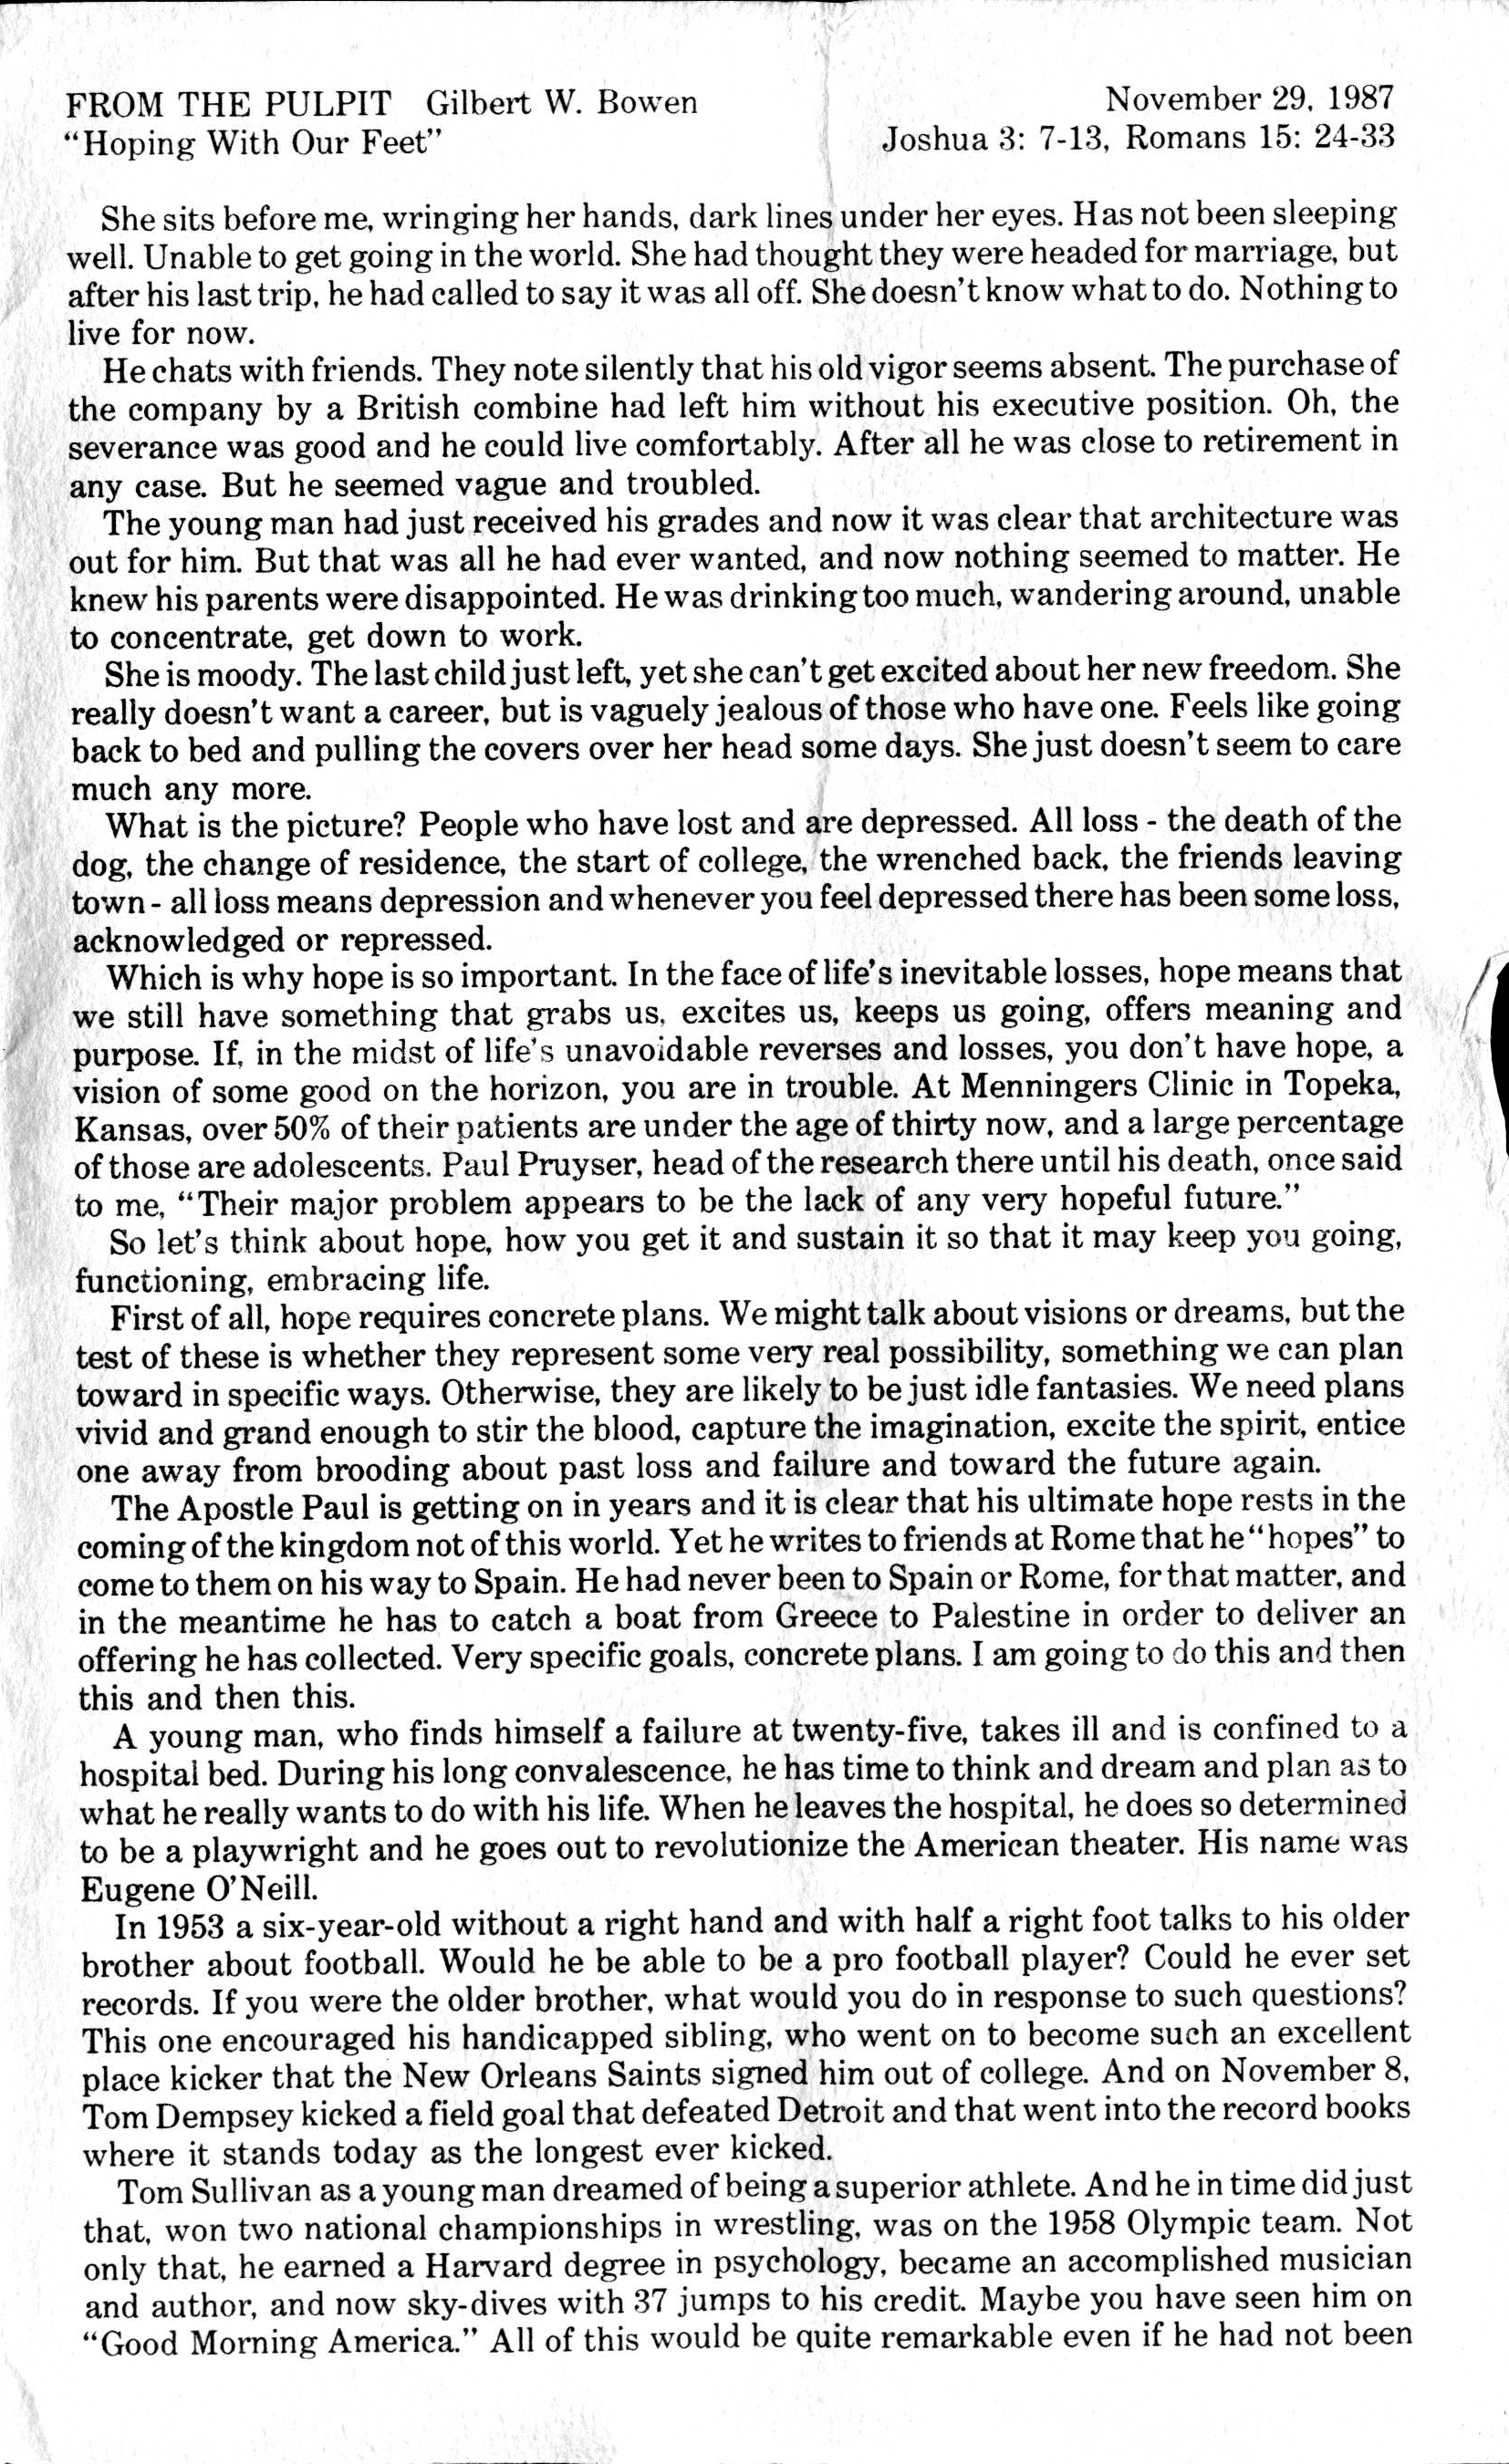 FROM THE PULPIT Gilbert W. Bowen November 29, 1987
“Hoping With Our Feet” Joshua 3: 7-13, Romans 15: 24-33
She sits before me, wringing her hands, dark lines under her eyes. Has not been sleeping
well. Unable to get going in the world. She had thought they were headed for marriage, but
after his last trip, he had called to say it was all off. She doesn’t know what to do. Nothing to
live for now.
He chats with friends. They note silently that his old vigor seems absent. The purchase of
the company by a British combine had left him without his executive position. Oh, the
severance was good and he could live comfortably. After all he was close to retirement in
any case. But he seemed vague and troubled.
The young man had just received his grades and now it was clear that architecture was
out for him. But that was all he had ever wanted, and now nothing seemed to matter. He
knew his parents were disappointed. He was drinking too much, wandering around, unable
to concentrate, get down to work.
She is moody. The last child just left, yet she can’t get excited about her new freedom. She
really doesn’t want a career, but is vaguely jealous of those who have one. Feels like going
back to bed and pulling the covers over her head some days. She just doesn’t seem to care
much any more.
What is the picture? People who have lost and are depressed. All loss - the death of the
dog, the change of residence, the start of college, the wrenched back, the friends leaving
town - all loss means depression and whenever you feel depressed there has been some loss,
acknowledged or repressed.
Which is why hope is so important. In the face of life’s inevitable losses, hope means that
we still have something that grabs us, excites us, keeps us going, offers meaning and
purpose. If, in the midst of life’s unavoidable reverses and losses, you don’t have hope, a
vision of some good on the horizon, you are in trouble. At Menningers Clinic in Topeka,
Kansas, over 50% of their patients are under the age of thirty now, and a large percentage
of those are adolescents. Paul Pruyser, head of the research there until his death, once said
to me, “Their major problem appears to be the lack of any very hopeful future.”
So let’s think about hope, how you get it and sustain it so that it may keep you going,
functioning, embracing life.
First of all, hope requires concrete plans. We might talk about visions or dreams, but the
test of these is whether they represent some very real possibility, something we can plan
toward in specific ways. Otherwise, they are likely to be just idle fantasies. We need plans
vivid and grand enough to stir the blood, capture the imagination, excite the spirit, entice
one away from brooding about past loss and failure and toward the future again.
The Apostle Paul is getting on in years and it is clear that his ultimate hope rests in the
coming of the kingdom not of this world. Yet he writes to friends at Rome that he “hopes” to
come to them on his way to Spain. He had never been to Spain or Rome, for that matter, and
in the meantime he has to catch a boat from Greece to Palestine in order to deliver an
offering he has collected. Very specific goals, concrete plans. I am going to do this and then
this and then this.
A young man, who finds himself a failure at twenty-five, takes ill and is confined to a
hospital bed. During his long convalescence, he has time to think and dream and plan as to
what he really wants to do with his life. When he leaves the hospital, he does so determined
to be a playwright and he goes out to revolutionize the American theater. His name was
Eugene O’Neill.
In 1953 a six-year-old without a right hand and with half a right foot talks to his older
brother about football. Would he be able to be a pro football player? Could he ever set
records. If you were the older brother, what would you do in response to such questions?
This one encouraged his handicapped sibling, who went on to become such an excellent
place kicker that the New Orleans Saints signed him out of college. And on November 8,
Tom Dempsey kicked a field goal that defeated Detroit and that went into the record books
where it stands today as the longest ever kicked.
Tom Sullivan as a young man dreamed of being a superior athlete. And he in time did just
that, won two national championships in wrestling, was on the 1958 Olympic team. Not
only that, he earned a Harvard degree in psychology, became an accomplished musician
and author, and now sky-dives with 37 jumps to his credit. Maybe you have seen him on
“Good Morning America.” All of this would be quite remarkable even if he had not been